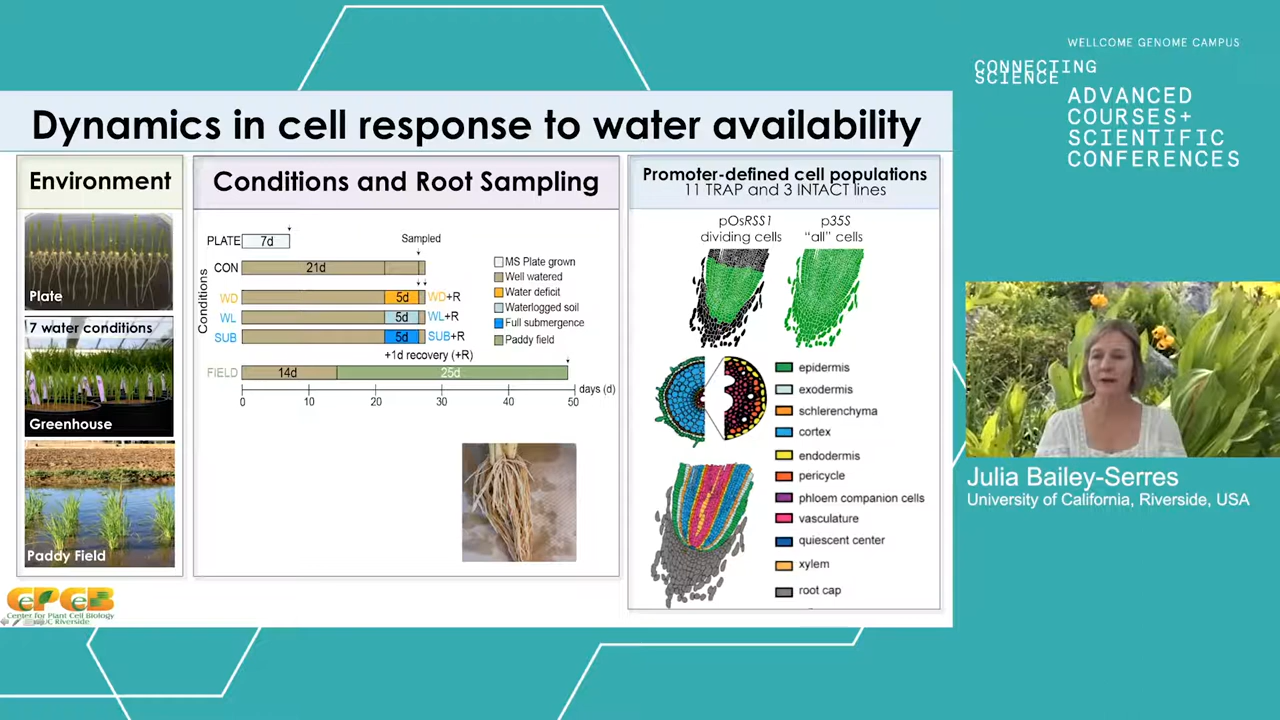 WELLCOME GENOME CAMPUS
CONNECTING
SCIENCE
ADVANCED
COURSES+
SCIENTIFIC
CONFERENCES
Dynamics in cell response to water availability
Environment
Plate
7 water conditions
Greenhouse
Paddy Field
Conditions and Root Sampling
Conditions
PLATE 7d
Sampled
CON 21d
WD 5d WD+R
WL 5d WL+R
SUB 5d SUB+R
+1d recovery (+R)
FIELD 14d 25d
days (d)
0 10 20 30 40 50
MS Plate grown
Well watered
Water deficit
Waterlogged soil
Full submergence
Paddy field
Promoter-defined cell populations
11 TRAP and 3 INTACT lines
pOsRSS1
dividing cells
p35S
“all” cells
epidermis
exodermis
schlerenchyma
cortex
endodermis
pericycle
phloem companion cells
vasculature
quiescent center
xylem
root cap
CEPCEB
Center for Plant Cell Biology
UC Riverside
Julia Bailey-Serres
University of California, Riverside, USA